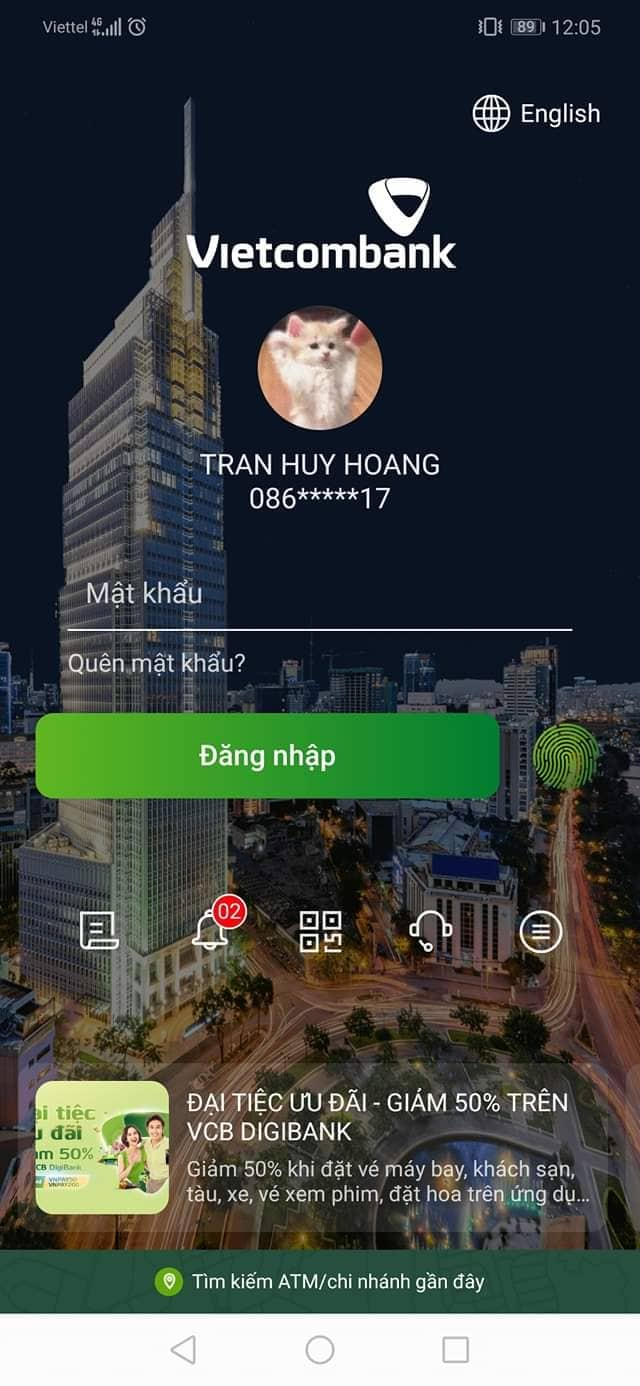 Viettel 4G 89 12:05
English
Vietcombank
TRAN HUY HOANG
086*****17
Mật khẩu
Quên mật khẩu?
Đăng nhập
02
ĐẠI TIỆC ƯU ĐÃI - GIẢM 50% TRÊN
VCB DIGIBANK
Giảm 50% khi đặt vé máy bay, khách sạn,
tàu, xe, vé xem phim, đặt hoa trên ứng dụ...
ại tiệc
u đãi
ảm 50%
CB DigiBank
VNPAY50
VNPAY200
Tìm kiếm ATM/chi nhánh gần đây